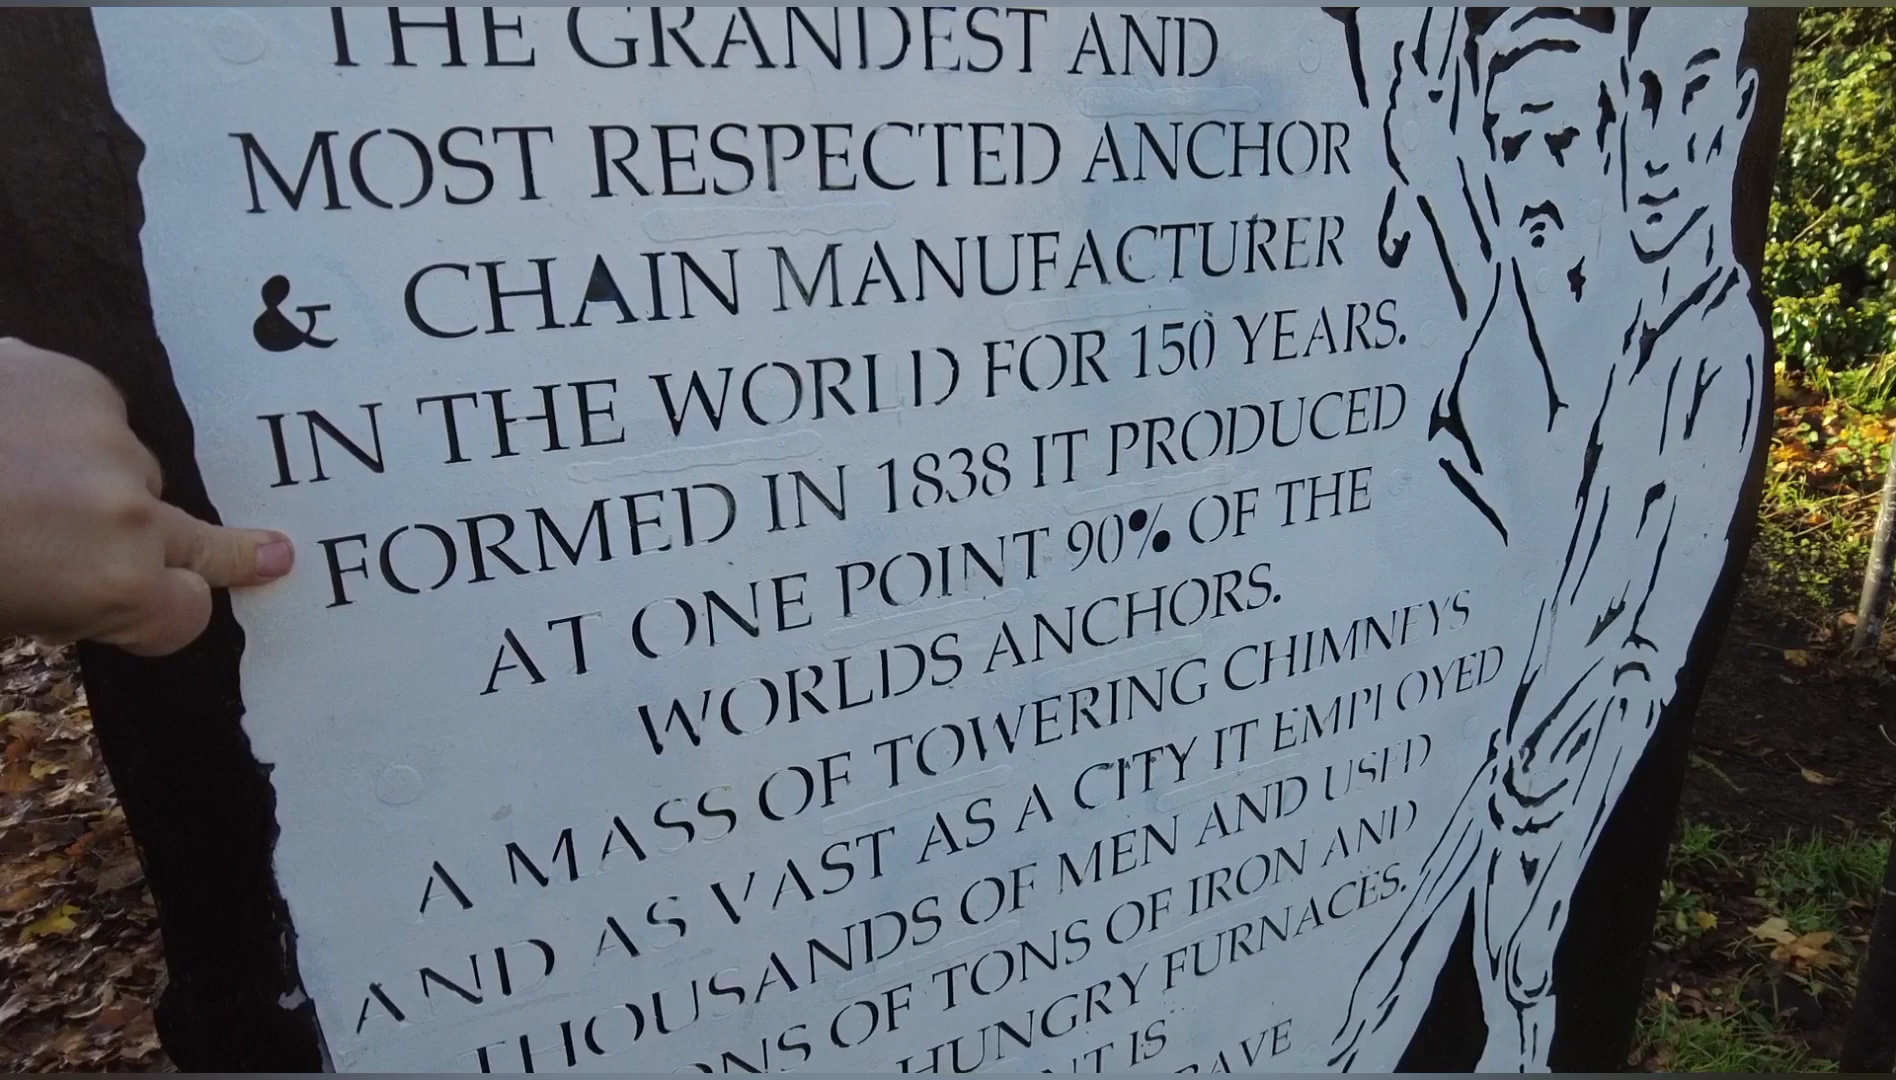 THE GRANDEST AND
MOST RESPECTED ANCHOR
& CHAIN MANUFACTURER
IN THE WORLD FOR 150 YEARS.
FORMED IN 1838 IT PRODUCED
AT ONE POINT 90% OF THE
WORLDS ANCHORS.
A MASS OF TOWERING CHIMNEYS
AND AS VAST AS A CITY IT EMPLOYED
THOUSANDS OF MEN AND USED
OF TONS OF IRON AND
HUNGRY FURNACES.
IS